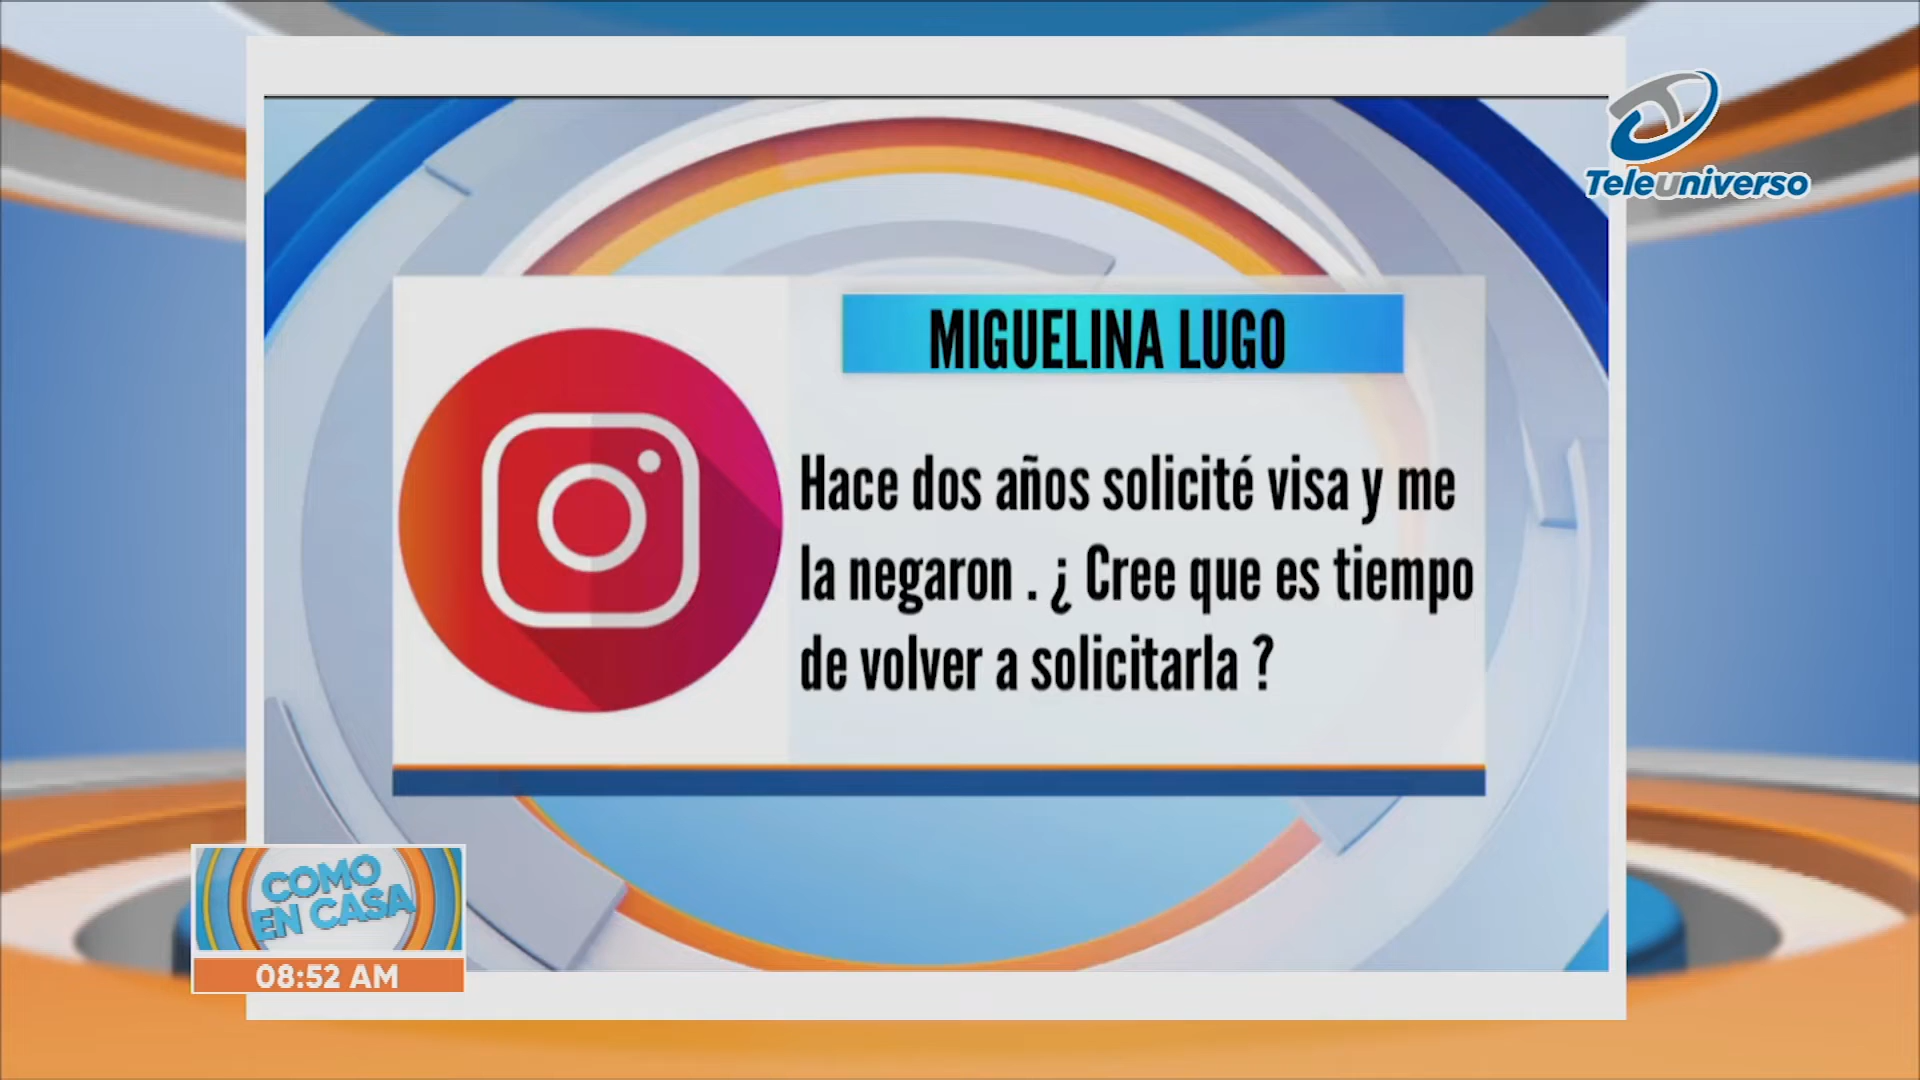 Teleuniverso
MIGUELINA LUGO
Hace dos años solicité visa y me
la negaron . ¿ Cree que es tiempo
de volver a solicitarla ?
COMO
EN CASA
08:52 AM